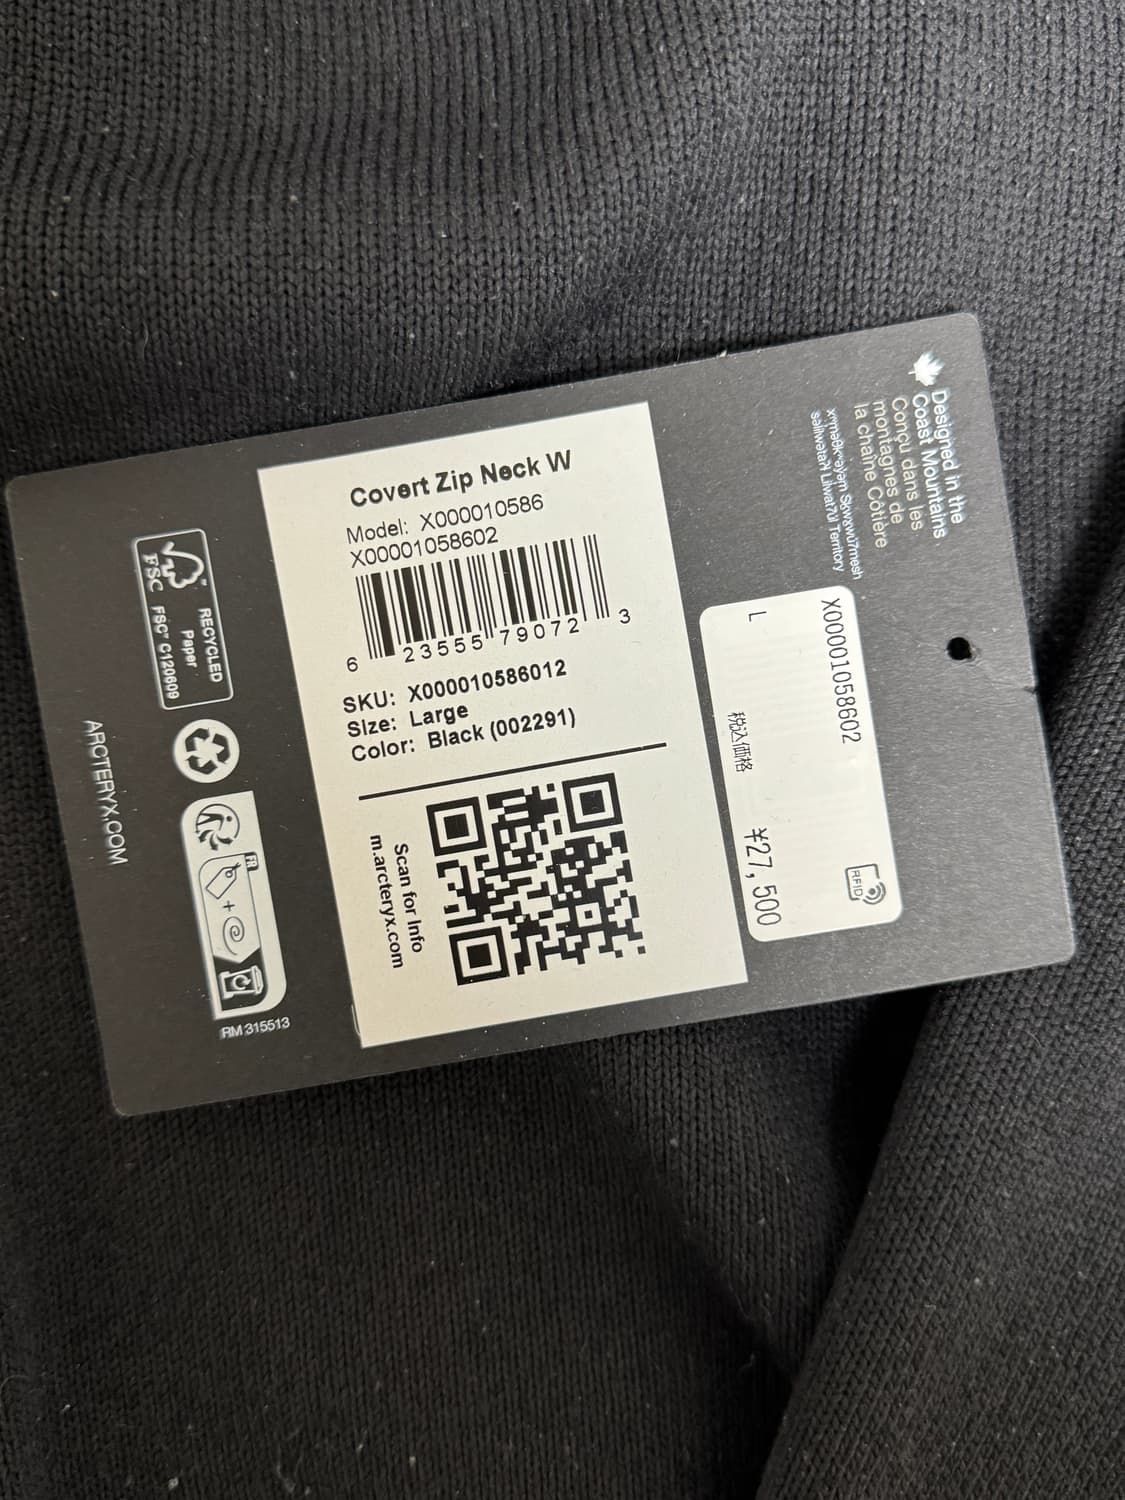 Covert Zip Neck W
Model: X000010586
X00001058602
6 23555 79072 3
SKU: X000010586012
Size: Large
Color: Black (002291)
Scan for Info
m.arcteryx.com
Designed in the
Coast Mountains
Conçu dans les
montagnes de
la chaîne Côtière
Territory
X00001058602
L
税込価格
¥27,500
RFID
FSC
RECYCLED
Paper
FSC® C120609
FR
+
RM 315513
ARCTERYX.COM